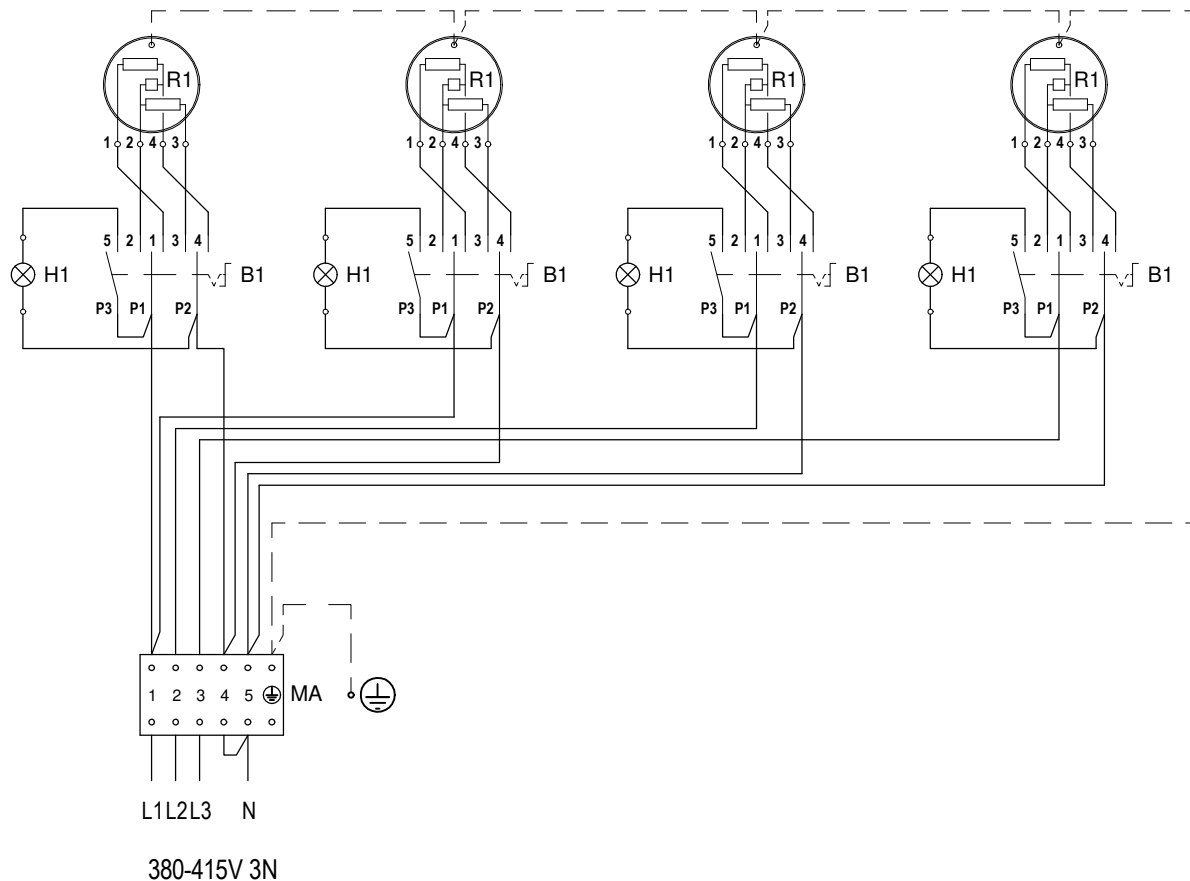 R1 R1 R1 R1
1 2 4 3 1 2 4 3 1 2 4 3 1 2 4 3
5 2 1 3 4 5 2 1 3 4 5 2 1 3 4 5 2 1 3 4
H1 B1 H1 B1 H1 B1 H1 B1
P3 P1 P2 P3 P1 P2 P3 P1 P2 P3 P1 P2
1 2 3 4 5 MA
L1 L2 L3 N
380-415V 3N